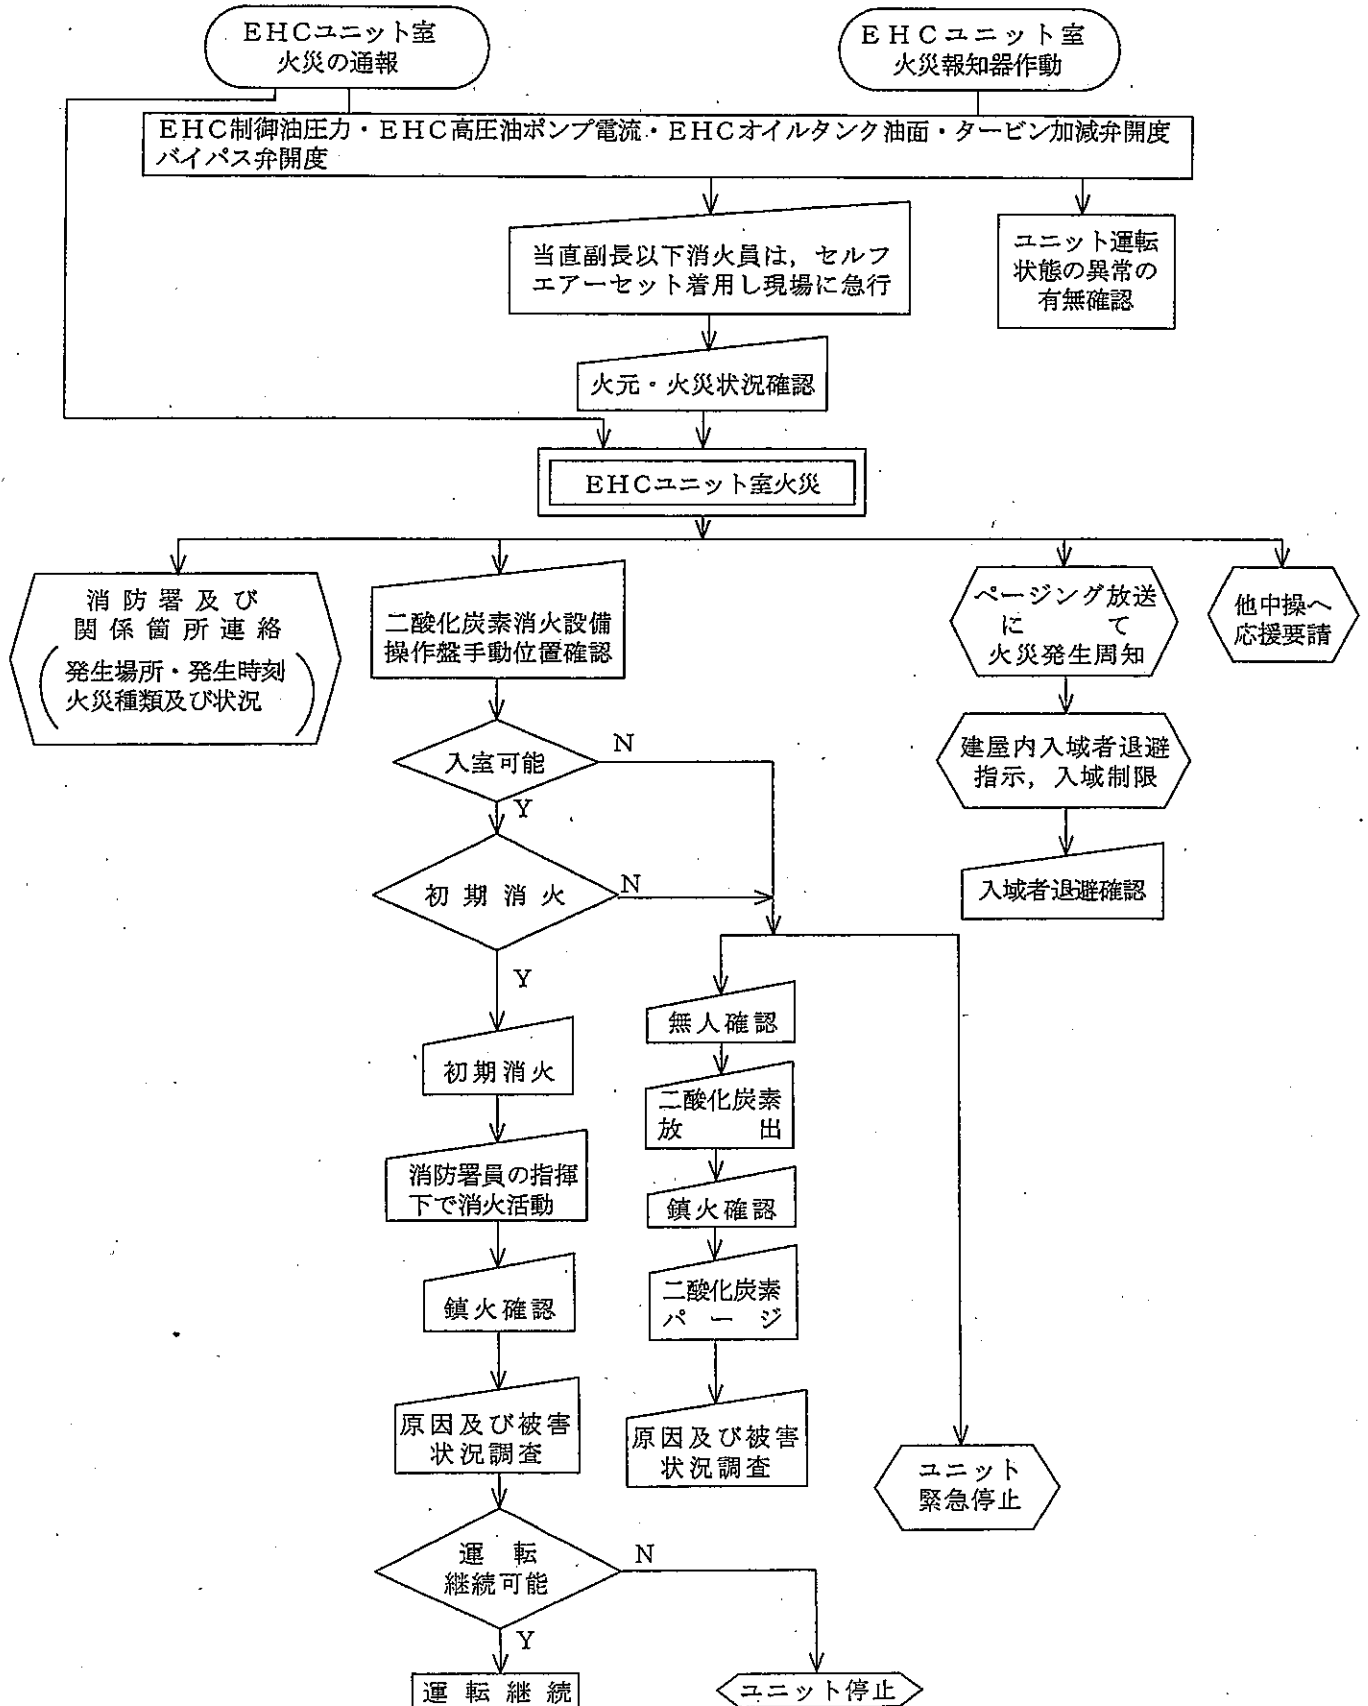 EHCユニット室
火災の通報
EHCユニット室
火災報知器作動
EHC制御油圧力・EHC高圧油ポンプ電流・EHCオイルタンク油面・タービン加減弁開度
バイパス弁開度
当直副長以下消火員は，セルフ
エアーセット着用し現場に急行
ユニット運転
状態の異常の
有無確認
火元・火災状況確認
EHCユニット室火災
消防署及び
関係箇所連絡
（発生場所・発生時刻
火災種類及び状況）
二酸化炭素消火設備
操作盤手動位置確認
ページング放送
にて
火災発生周知
他中操へ
応援要請
入室可能
N
Y
建屋内入域者退避
指示，入域制限
初期消火
N
Y
入域者退避確認
初期消火
消防署員の指揮
下で消火活動
鎮火確認
原因及び被害
状況調査
無人確認
二酸化炭素
放出
鎮火確認
二酸化炭素
パージ
原因及び被害
状況調査
ユニット
緊急停止
運転
継続可能
N
Y
運転継続
ユニット停止